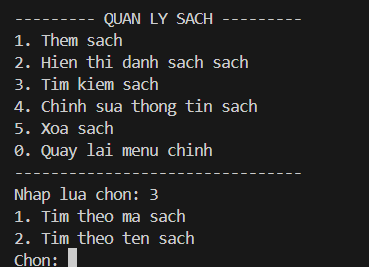 --------- QUAN LY SACH ---------
1. Them sach
2. Hien thi danh sach sach
3. Tim kiem sach
4. Chinh sua thong tin sach
5. Xoa sach
0. Quay lai menu chinh
--------------------------------
Nhap lua chon: 3
1. Tim theo ma sach
2. Tim theo ten sach
Chon: